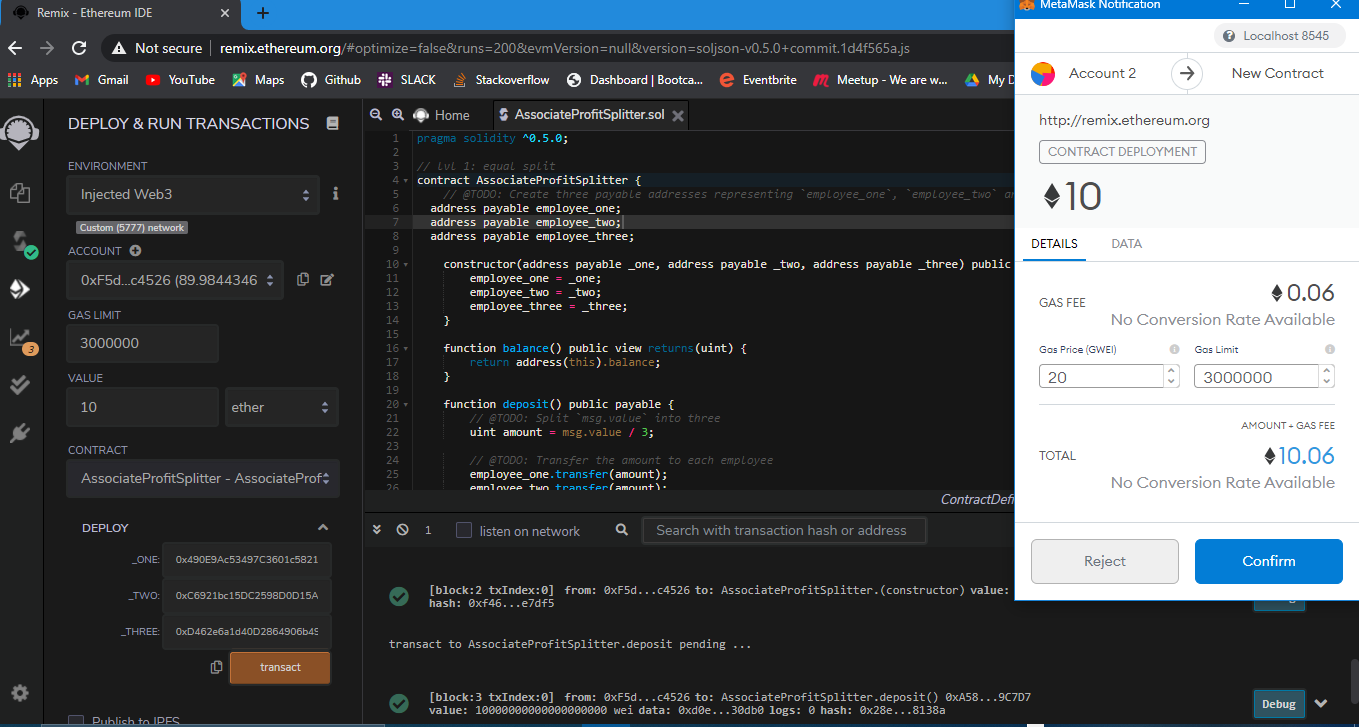 Remix - Ethereum IDE
MetaMask Notification
Not secure
remix.ethereum.org/#optimize=false&runs=200&evmVersion=null&version=soljson-v0.5.0+commit.1d4f565a.js
Apps
Gmail
YouTube
Maps
Github
SLACK
Stackoverflow
Dashboard | Bootca...
Eventbrite
Meetup - We are w...
My D
DEPLOY & RUN TRANSACTIONS
ENVIRONMENT
Injected Web3
i
Custom (5777) network
ACCOUNT
0xF5d...c4526 (89.9844346
GAS LIMIT
3000000
VALUE
10
ether
CONTRACT
AssociateProfitSplitter - AssociateProf
DEPLOY
_ONE:
0x490E9Ac53497C3601c5821
_TWO:
0xC6921bc15DC2598D0D15A
_THREE:
0xD462e6a1d40D2864906b49
transact
Publish to IPFS
3
Home
AssociateProfitSplitter.sol
1 pragma solidity ^0.5.0;
2
3 // lvl 1: equal split
4 contract AssociateProfitSplitter {
5 // @TODO: Create three payable addresses representing `employee_one`, `employee_two` an
6 address payable employee_one;
7 address payable employee_two;
8 address payable employee_three;
9
10 constructor(address payable _one, address payable _two, address payable _three) public
11 employee_one = _one;
12 employee_two = _two;
13 employee_three = _three;
14 }
15
16 function balance() public view returns(uint) {
17 return address(this).balance;
18 }
19
20 function deposit() public payable {
21 // @TODO: Split `msg.value` into three
22 uint amount = msg.value / 3;
23
24 // @TODO: Transfer the amount to each employee
25 employee_one.transfer(amount);
26 employee_two.transfer(amount);
ContractDefi
1
listen on network
Search with transaction hash or address
[block:2 txIndex:0] from: 0xF5d...c4526 to: AssociateProfitSplitter.(constructor) value:
hash: 0xf46...e7df5
transact to AssociateProfitSplitter.deposit pending ...
[block:3 txIndex:0] from: 0xF5d...c4526 to: AssociateProfitSplitter.deposit() 0xA58...9C7D7
value: 10000000000000000000 wei data: 0xd0e...30db0 logs: 0 hash: 0x28e...8138a
Debug
Localhost 8545
Account 2
New Contract
http://remix.ethereum.org
CONTRACT DEPLOYMENT
10
DETAILS
DATA
GAS FEE
0.06
No Conversion Rate Available
Gas Price (GWEI)
Gas Limit
20
3000000
AMOUNT + GAS FEE
TOTAL
10.06
No Conversion Rate Available
Reject
Confirm